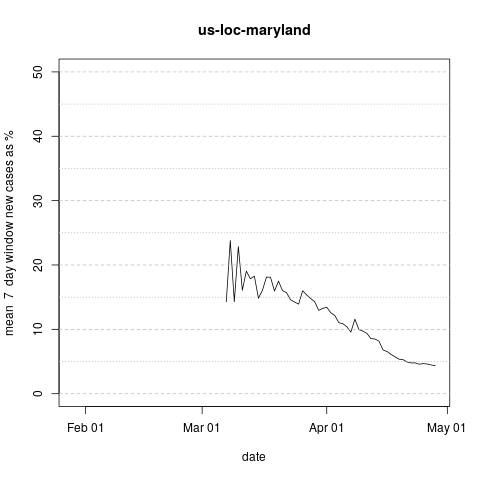 us-loc-maryland
mean 7 day window new cases as %
50
40
30
20
10
0
Feb 01
Mar 01
Apr 01
May 01
date